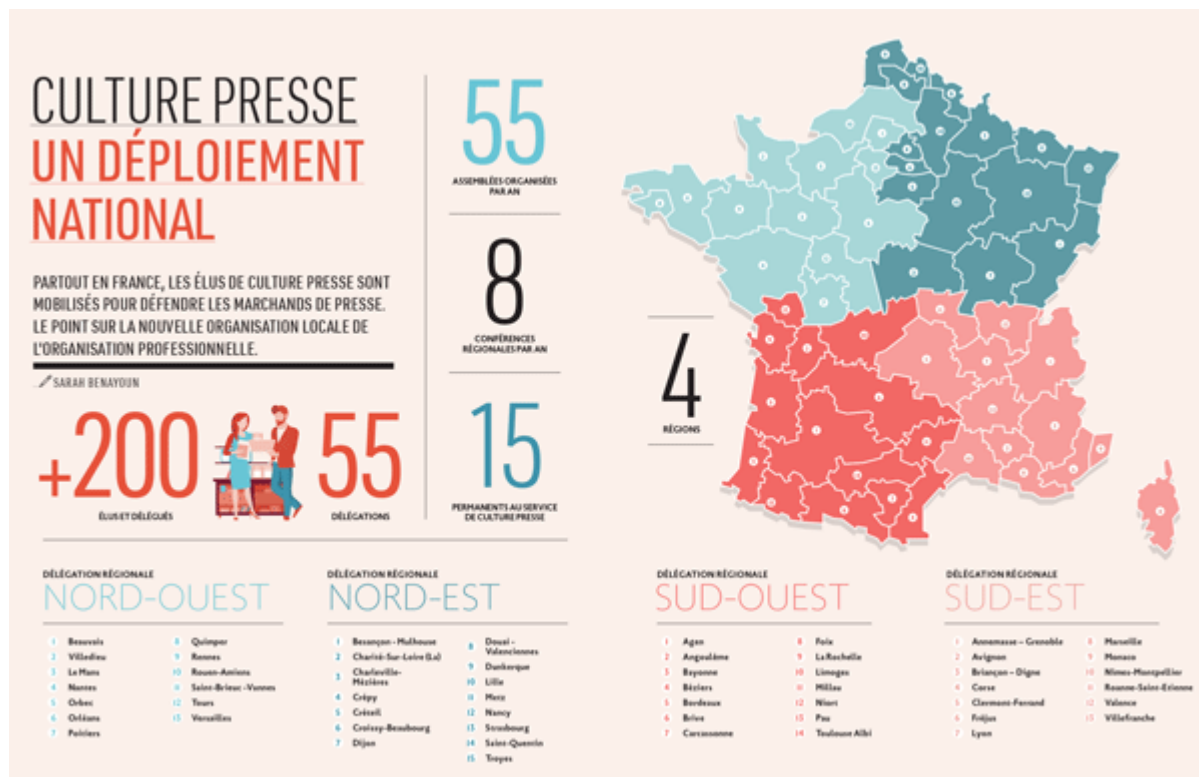 CULTURE PRESSE
UN DÉPLOIEMENT
NATIONAL
PARTOUT EN FRANCE, LES ÉLUS DE CULTURE PRESSE SONT
MOBILISÉS POUR DÉFENDRE LES MARCHANDS DE PRESSE.
LE POINT SUR LA NOUVELLE ORGANISATION LOCALE DE
L'ORGANISATION PROFESSIONNELLE.
SARAH BENAYOUN
+200
ÉLUS ET DÉLÉGUÉS
55
DÉLÉGATIONS
55
ASSEMBLÉES ORGANISÉES
PAR AN
8
CONFÉRENCES
RÉGIONALES PAR AN
15
PERMANENTS AU SERVICE
DE CULTURE PRESSE
4
RÉGIONS
DÉLÉGATION RÉGIONALE
NORD-OUEST
1 Beauvais
2 Villedieu
3 Le Mans
4 Nantes
5 Orbec
6 Orléans
7 Poitiers
8 Quimper
9 Rennes
10 Rouen-Amiens
11 Saint-Brieuc -Vannes
12 Tours
13 Versailles
DÉLÉGATION RÉGIONALE
NORD-EST
1 Besançon - Mulhouse
2 Charité-Sur-Loire (La)
3 Charleville-
Mézières
4 Crépy
5 Créteil
6 Croissy-Beaubourg
7 Dijon
8 Douai -
Valenciennes
9 Dunkerque
10 Lille
11 Metz
12 Nancy
13 Strasbourg
14 Saint-Quentin
15 Troyes
DÉLÉGATION RÉGIONALE
SUD-OUEST
1 Agen
2 Angoulême
3 Bayonne
4 Béziers
5 Bordeaux
6 Brive
7 Carcassonne
8 Foix
9 La Rochelle
10 Limoges
11 Millau
12 Niort
13 Pau
14 Toulouse Albi
DÉLÉGATION RÉGIONALE
SUD-EST
1 Annemasse – Grenoble
2 Avignon
3 Briançon – Digne
4 Corse
5 Clermont-Ferrand
6 Fréjus
7 Lyon
8 Marseille
9 Monaco
10 Nîmes-Montpellier
11 Roanne-Saint-Etienne
12 Valence
13 Villefranche